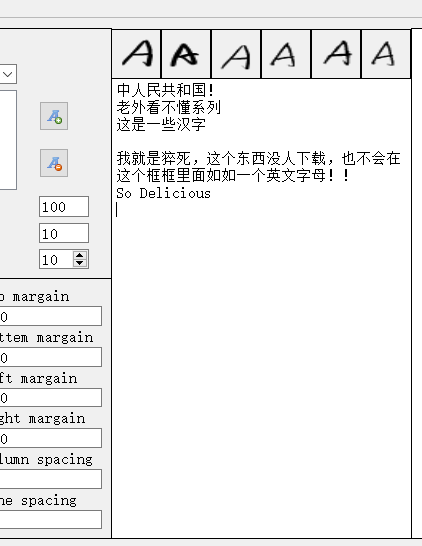 A A A A A A
中人民共和国！
老外看不懂系列
这是一些汉字
我就是猝死，这个东西没人下载，也不会在
这个框框里面如如一个英文字母！！
So Delicious
A
A
100
10
10
o margain
0
ttem margain
0
ft margain
0
ght margain
0
lumn spacing
ne spacing